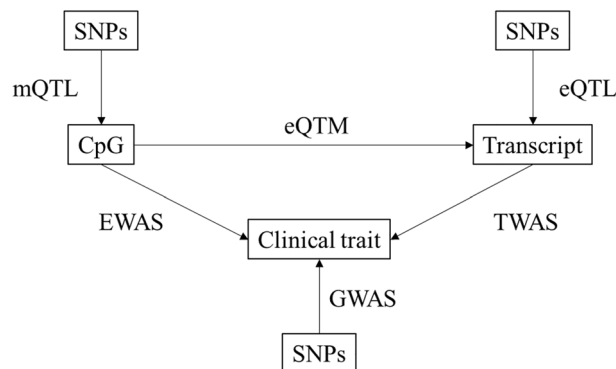 SNPs
SNPs
mQTL
eQTL
eQTM
CpG
Transcript
EWAS
TWAS
Clinical trait
GWAS
SNPs